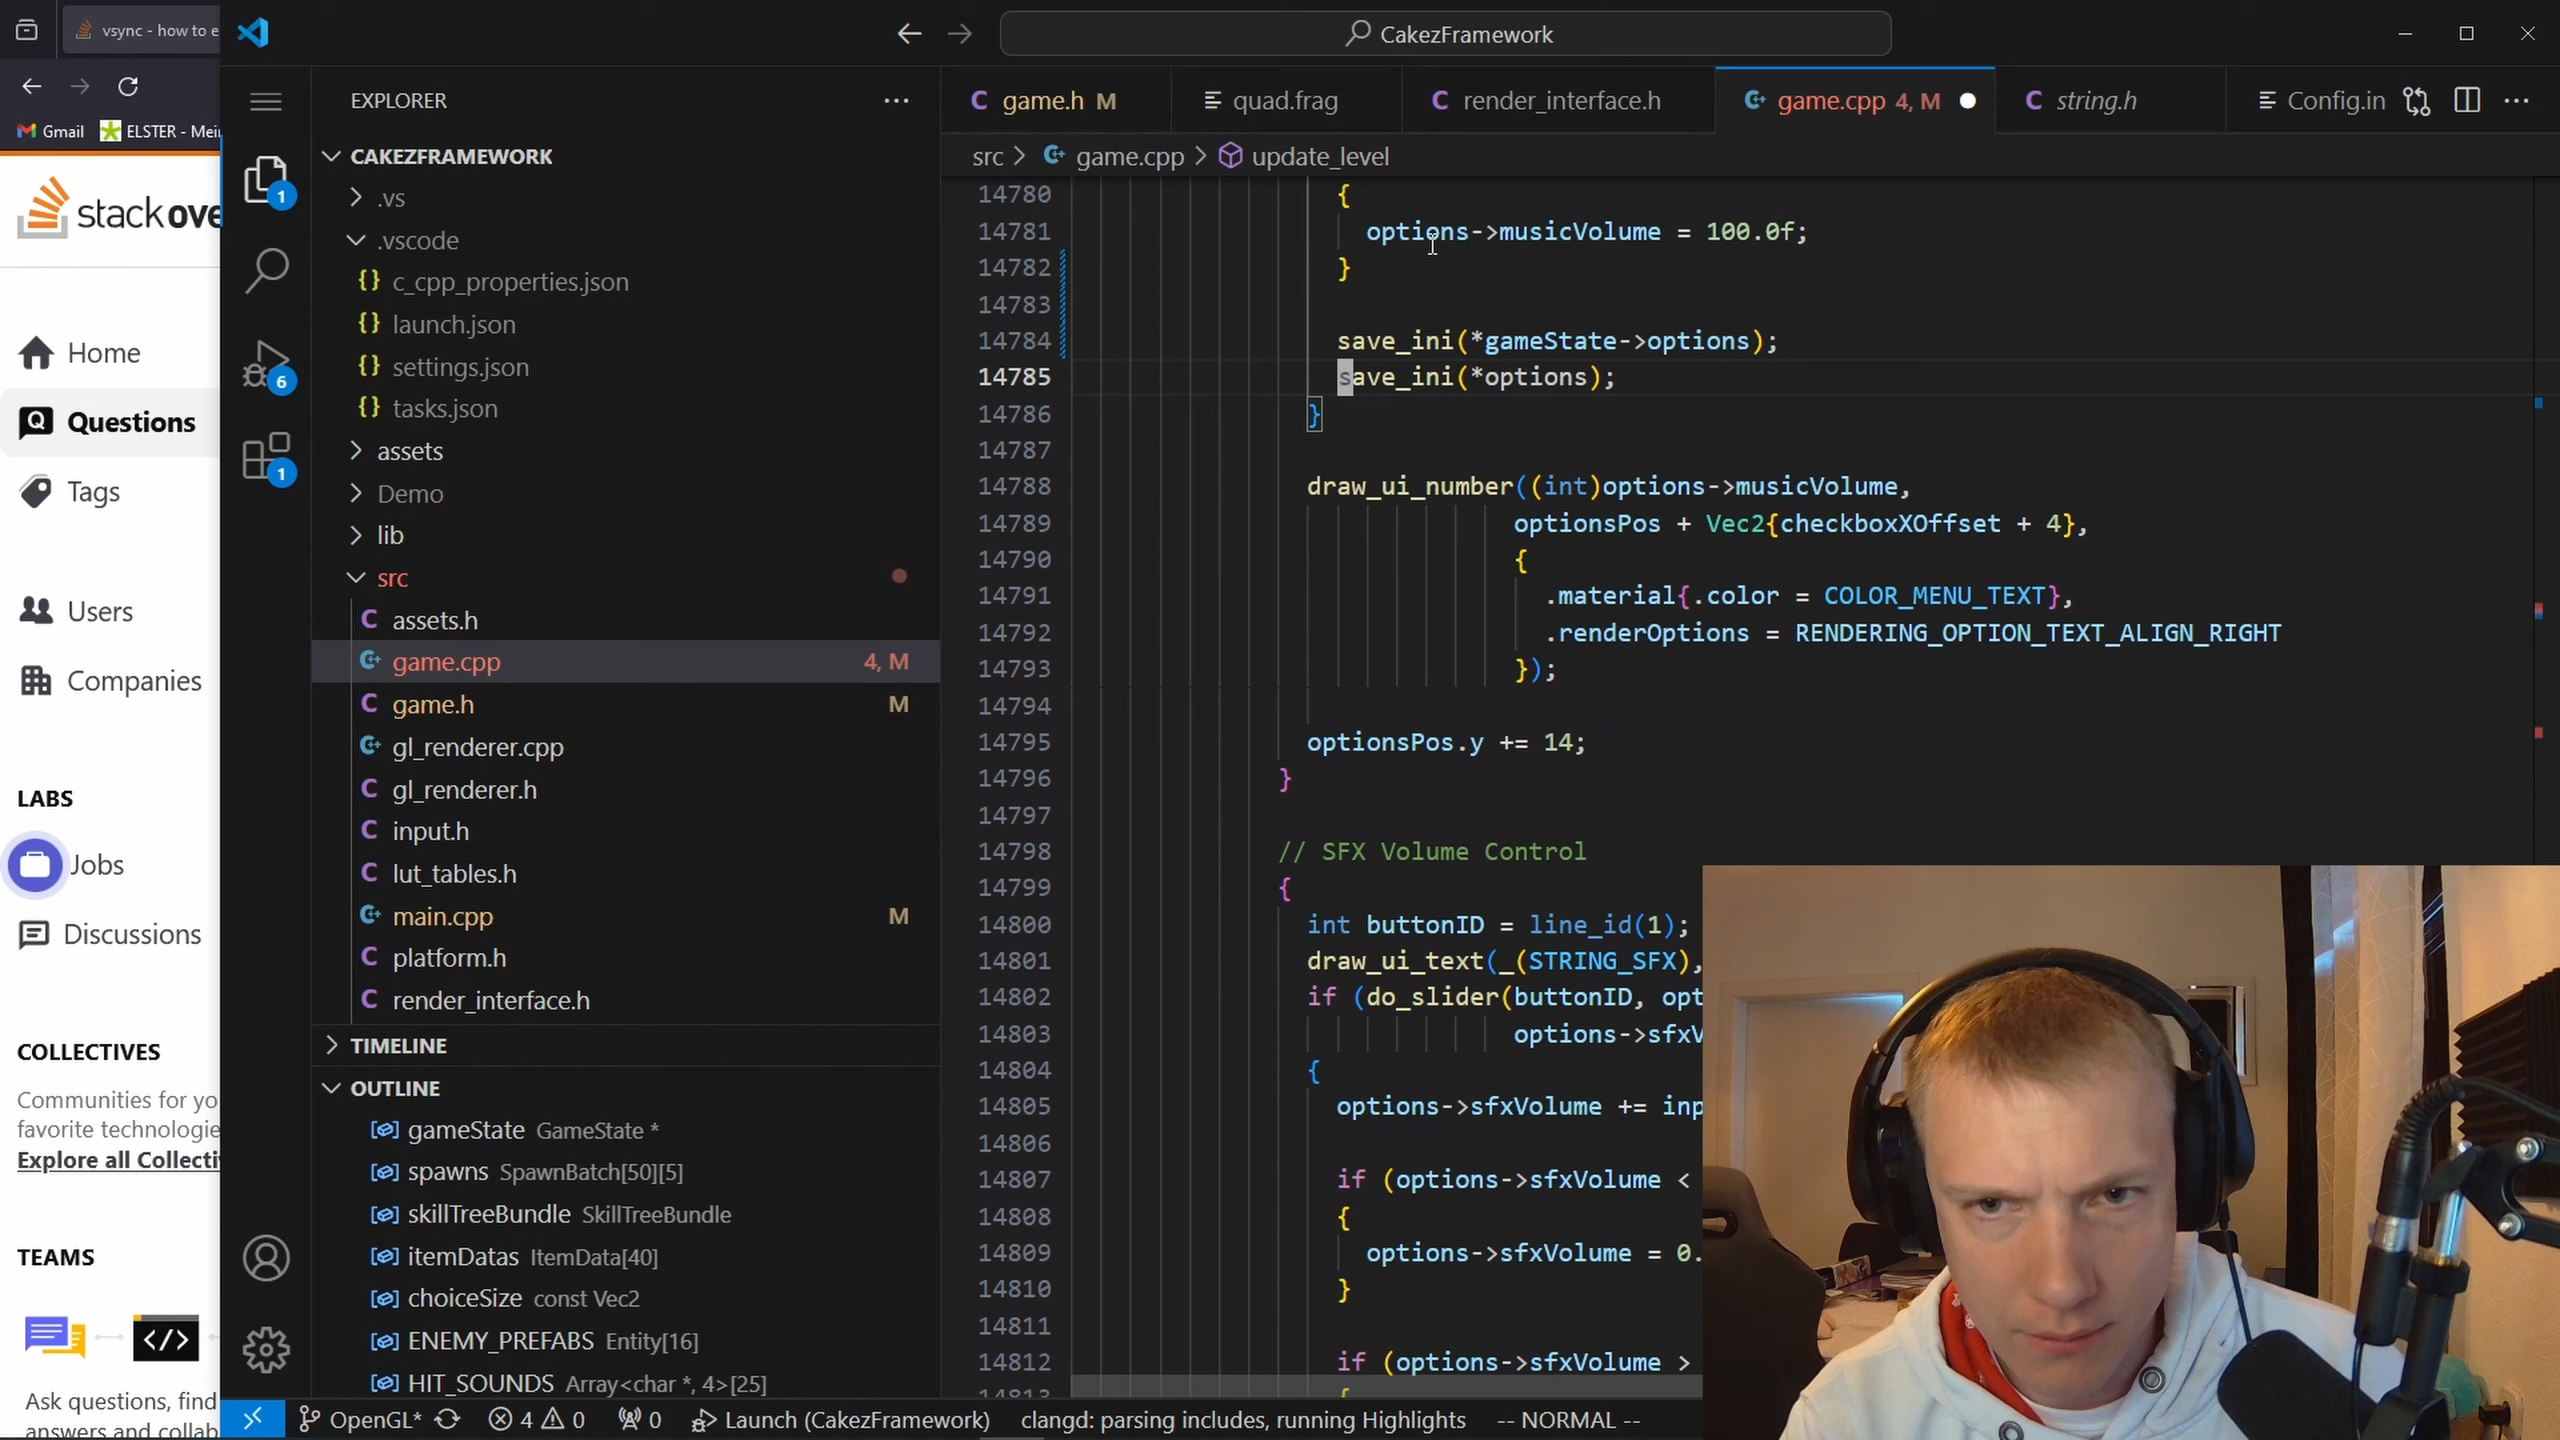 vsync - how to e
Gmail
ELSTER - Mei
stack ove
Home
Questions
Tags
Users
Companies
LABS
Jobs
Discussions
COLLECTIVES
Communities for yo
favorite technologie
Explore all Collecti
TEAMS
Ask questions, find
answers and collab
CakezFramework
EXPLORER
CAKEZFRAMEWORK
.vs
.vscode
{} c_cpp_properties.json
{} launch.json
{} settings.json
{} tasks.json
assets
Demo
lib
src
C assets.h
game.cpp 4, M
C game.h M
gl_renderer.cpp
C gl_renderer.h
C input.h
C lut_tables.h
main.cpp M
C platform.h
C render_interface.h
TIMELINE
OUTLINE
gameState GameState *
spawns SpawnBatch[50][5]
skillTreeBundle SkillTreeBundle
itemDatas ItemData[40]
choiceSize const Vec2
ENEMY_PREFABS Entity[16]
HIT_SOUNDS Array<char *, 4>[25]
1
6
1
C game.h M
quad.frag
C render_interface.h
game.cpp 4, M
C string.h
Config.in
src > game.cpp > update_level
14780 {
14781 options->musicVolume = 100.0f;
14782 }
14783
14784 save_ini(*gameState->options);
14785 save_ini(*options);
14786 }
14787
14788 draw_ui_number((int)options->musicVolume,
14789 optionsPos + Vec2{checkboxXOffset + 4},
14790 {
14791 .material{.color = COLOR_MENU_TEXT},
14792 .renderOptions = RENDERING_OPTION_TEXT_ALIGN_RIGHT
14793 });
14794
14795 optionsPos.y += 14;
14796 }
14797
14798 // SFX Volume Control
14799 {
14800 int buttonID = line_id(1);
14801 draw_ui_text(_(STRING_SFX),
14802 if (do_slider(buttonID, opt
14803 options->sfxV
14804 {
14805 options->sfxVolume += inp
14806
14807 if (options->sfxVolume <
14808 {
14809 options->sfxVolume = 0.
14810 }
14811
14812 if (options->sfxVolume >
14813 {
OpenGL* 4 0 0 Launch (CakezFramework) clangd: parsing includes, running Highlights -- NORMAL --